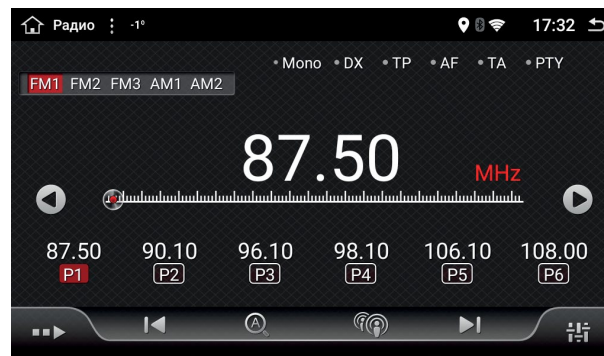 Радио -1° 17:32
Mono DX TP AF TA PTY
FM1 FM2 FM3 AM1 AM2
87.50 MHz
87.50 90.10 96.10 98.10 106.10 108.00
P1 P2 P3 P4 P5 P6
A